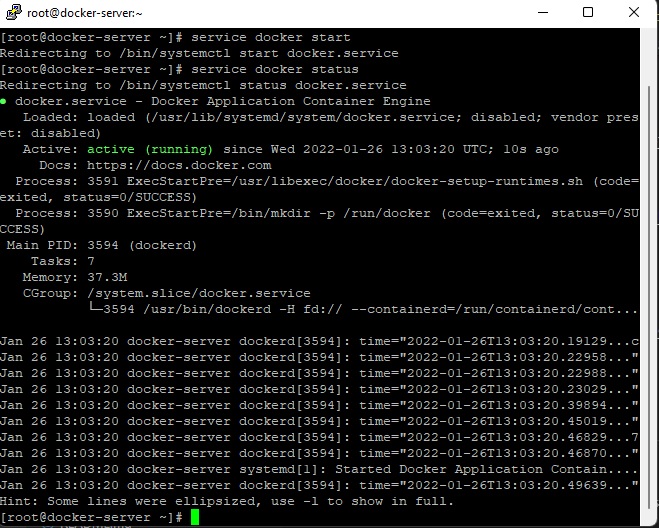 root@docker-server:~
[root@docker-server ~]# service docker start
Redirecting to /bin/systemctl start docker.service
[root@docker-server ~]# service docker status
Redirecting to /bin/systemctl status docker.service
● docker.service - Docker Application Container Engine
   Loaded: loaded (/usr/lib/systemd/system/docker.service; disabled; vendor pres
et: disabled)
   Active: active (running) since Wed 2022-01-26 13:03:20 UTC; 10s ago
     Docs: https://docs.docker.com
  Process: 3591 ExecStartPre=/usr/libexec/docker/docker-setup-runtimes.sh (code=
exited, status=0/SUCCESS)
  Process: 3590 ExecStartPre=/bin/mkdir -p /run/docker (code=exited, status=0/SU
CCESS)
 Main PID: 3594 (dockerd)
    Tasks: 7
   Memory: 37.3M
   CGroup: /system.slice/docker.service
           └─3594 /usr/bin/dockerd -H fd:// --containerd=/run/containerd/cont...
Jan 26 13:03:20 docker-server dockerd[3594]: time="2022-01-26T13:03:20.19129...c
Jan 26 13:03:20 docker-server dockerd[3594]: time="2022-01-26T13:03:20.22958..."
Jan 26 13:03:20 docker-server dockerd[3594]: time="2022-01-26T13:03:20.22988..."
Jan 26 13:03:20 docker-server dockerd[3594]: time="2022-01-26T13:03:20.23029..."
Jan 26 13:03:20 docker-server dockerd[3594]: time="2022-01-26T13:03:20.39894..."
Jan 26 13:03:20 docker-server dockerd[3594]: time="2022-01-26T13:03:20.45019..."
Jan 26 13:03:20 docker-server dockerd[3594]: time="2022-01-26T13:03:20.46829...7
Jan 26 13:03:20 docker-server dockerd[3594]: time="2022-01-26T13:03:20.46870..."
Jan 26 13:03:20 docker-server systemd[1]: Started Docker Application Contain....
Jan 26 13:03:20 docker-server dockerd[3594]: time="2022-01-26T13:03:20.49639..."
Hint: Some lines were ellipsized, use -l to show in full.
[root@docker-server ~]#